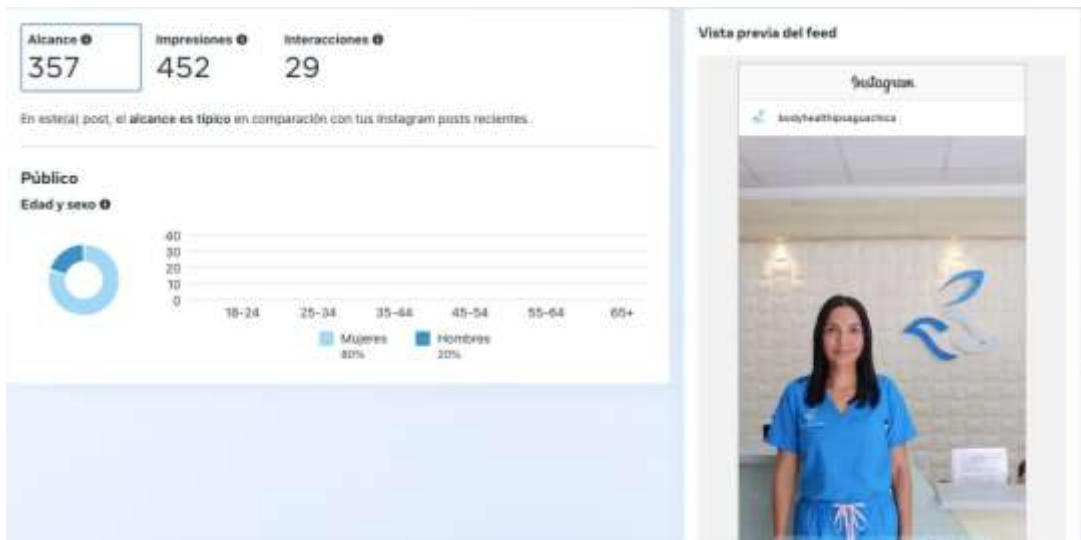 Alcance
Impresiones
Interacciones
357
452
29
En este(a) post, el alcance es típico en comparación con tus Instagram posts recientes.
Público
Edad y sexo
40
30
20
10
0
18-24
25-34
35-44
45-54
55-64
65+
Mujeres
80%
Hombres
20%
Vista previa del feed
Instagram
bodyhealthipsaguachica